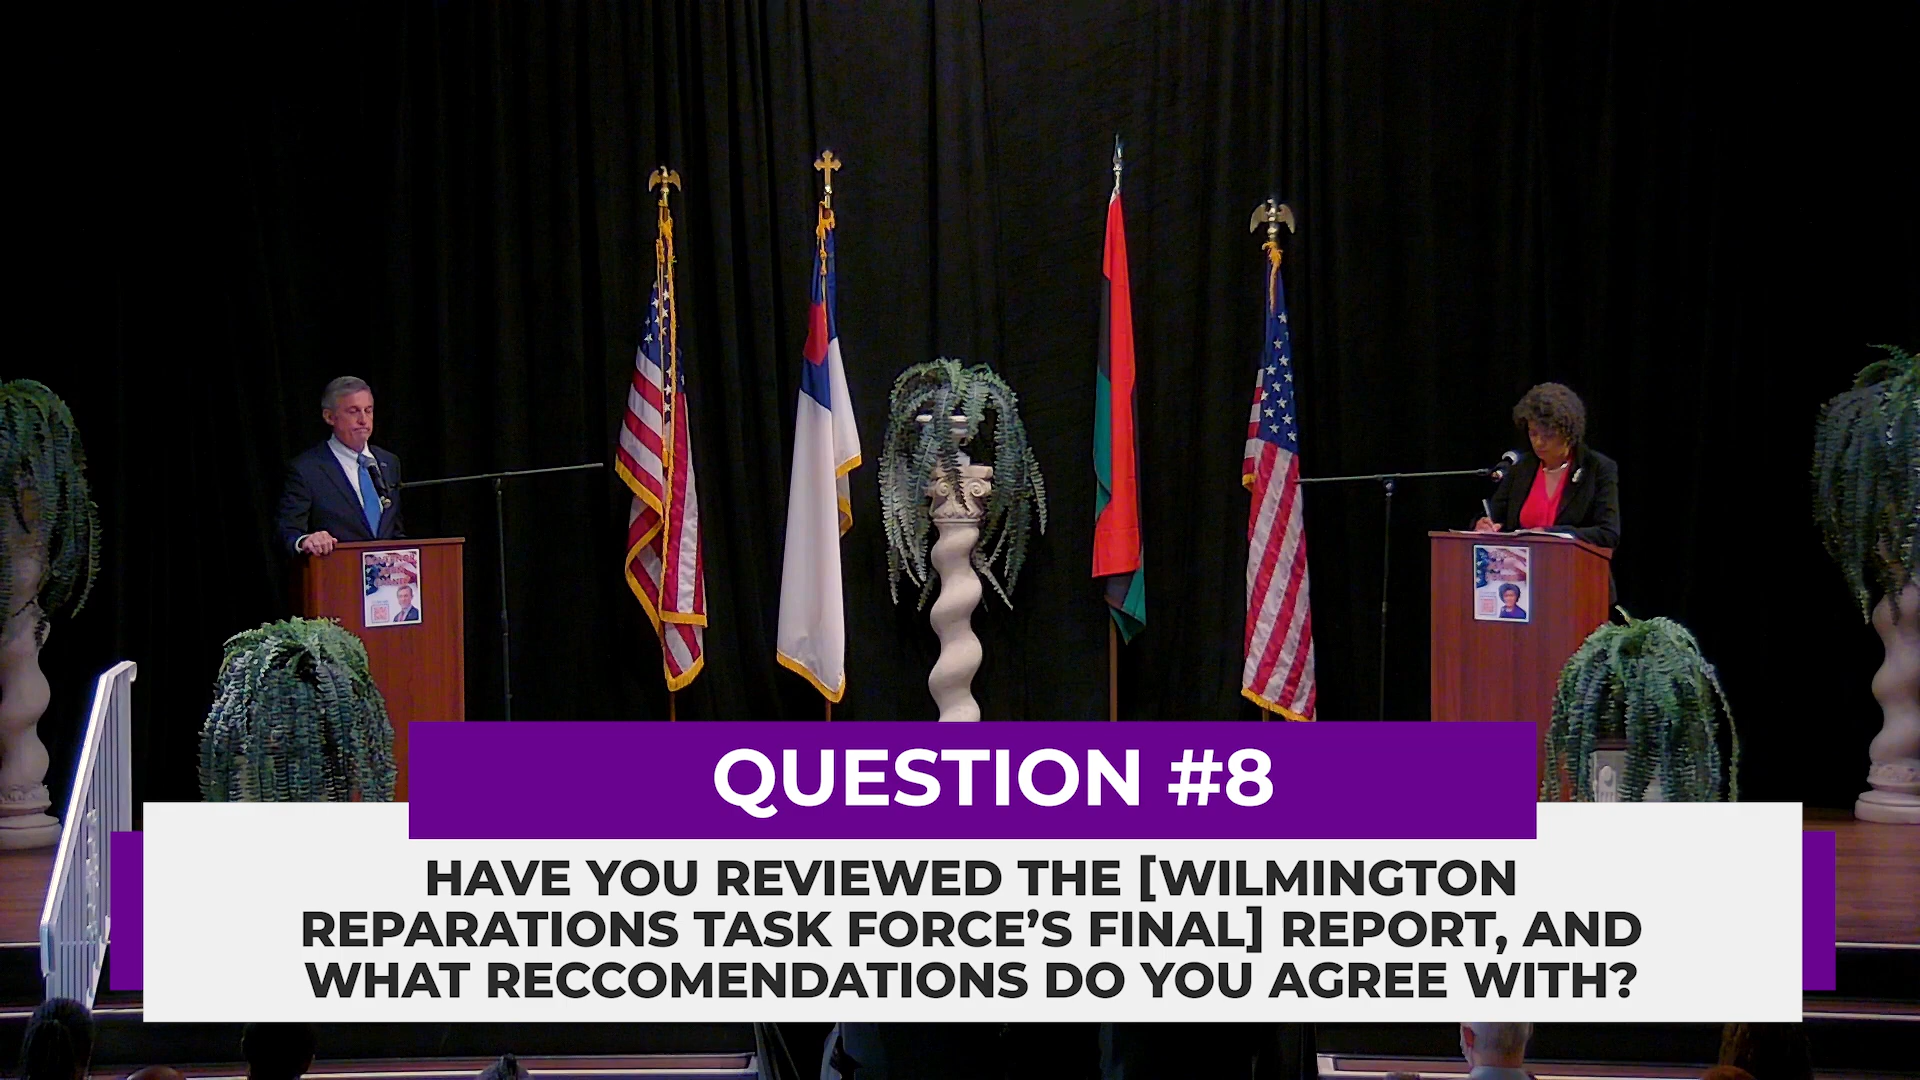 QUESTION #8
HAVE YOU REVIEWED THE [WILMINGTON
REPARATIONS TASK FORCE’S FINAL] REPORT, AND
WHAT RECCOMENDATIONS DO YOU AGREE WITH?